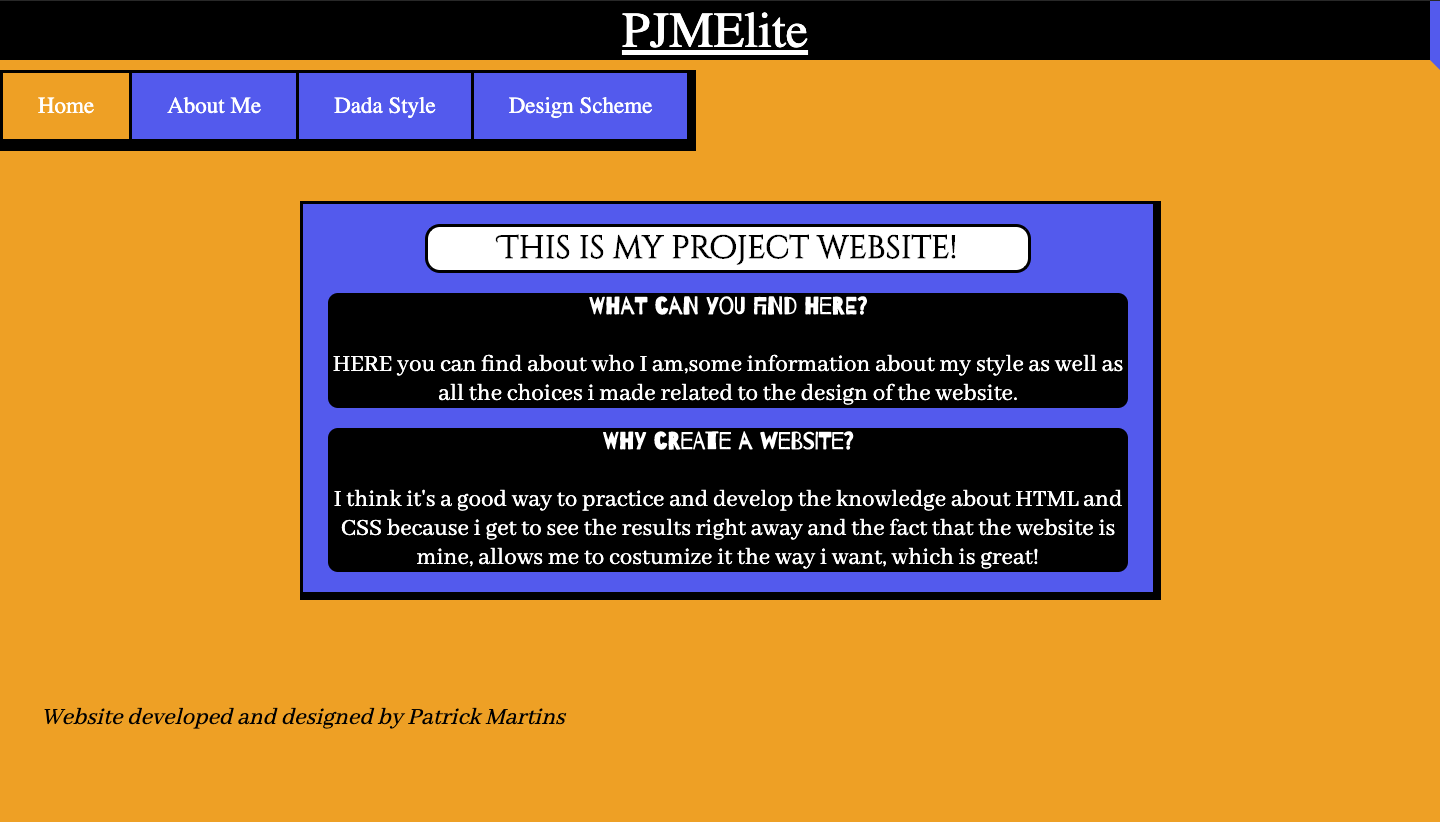 PJMElite
Home
About Me
Dada Style
Design Scheme
This is my project website!
What can you find here?
HERE you can find about who I am,some information about my style as well as
all the choices i made related to the design of the website.
Why create a website?
I think it's a good way to practice and develop the knowledge about HTML and
CSS because i get to see the results right away and the fact that the website is
mine, allows me to costumize it the way i want, which is great!
Website developed and designed by Patrick Martins